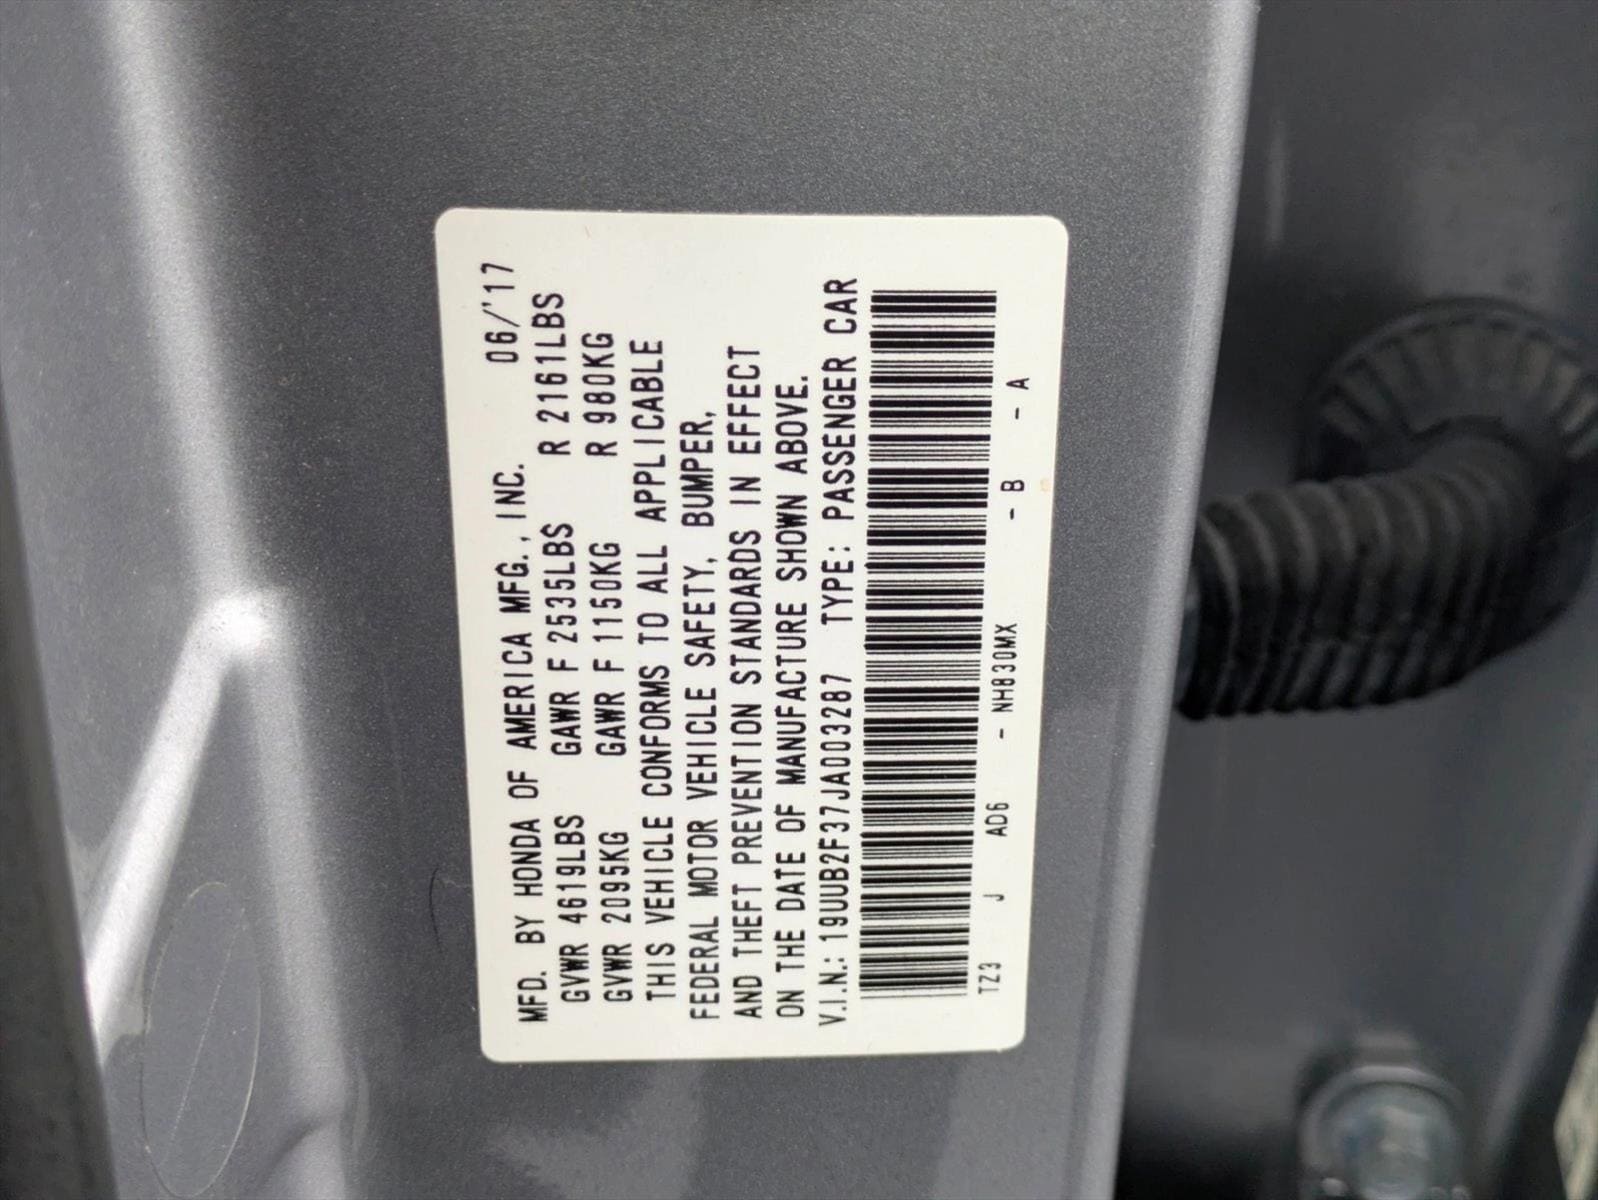 MFD. BY HONDA OF AMERICA MFG., INC. 06/'17
GVWR 4619LBS GAWR F 2535LBS R 2161LBS
GVWR 2095KG GAWR F 1150KG R 980KG
THIS VEHICLE CONFORMS TO ALL APPLICABLE
FEDERAL MOTOR VEHICLE SAFETY, BUMPER,
AND THEFT PREVENTION STANDARDS IN EFFECT
ON THE DATE OF MANUFACTURE SHOWN ABOVE.
V.I.N.: 19UUB2F37JA003287 TYPE: PASSENGER CAR
TZ3 J AD6 - NH830MX - B - A